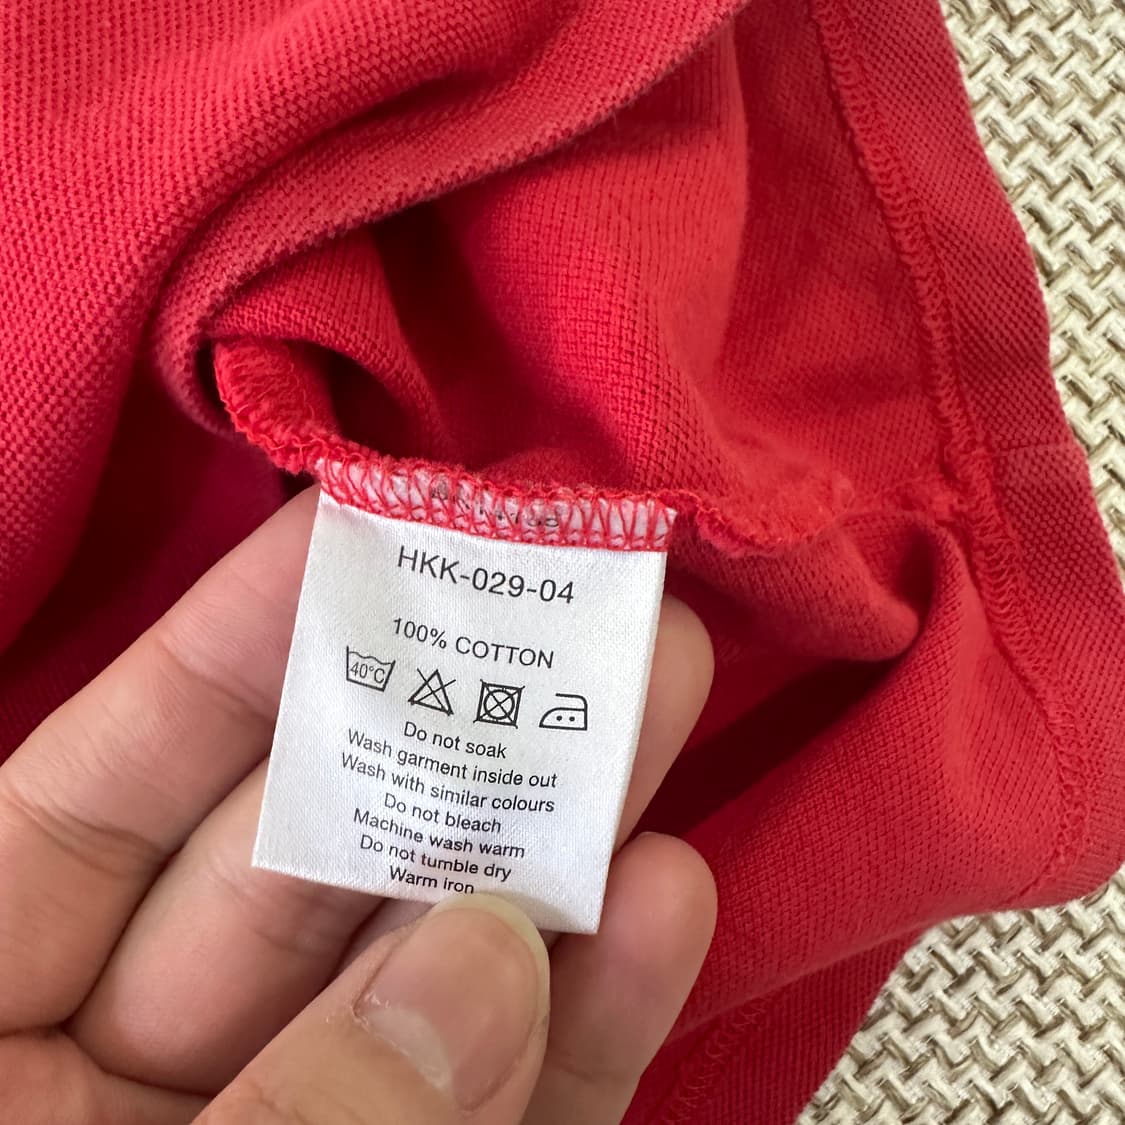 HKK-029-04
100% COTTON
40°C
Do not soak
Wash garment inside out
Wash with similar colours
Do not bleach
Machine wash warm
Do not tumble dry
Warm iron